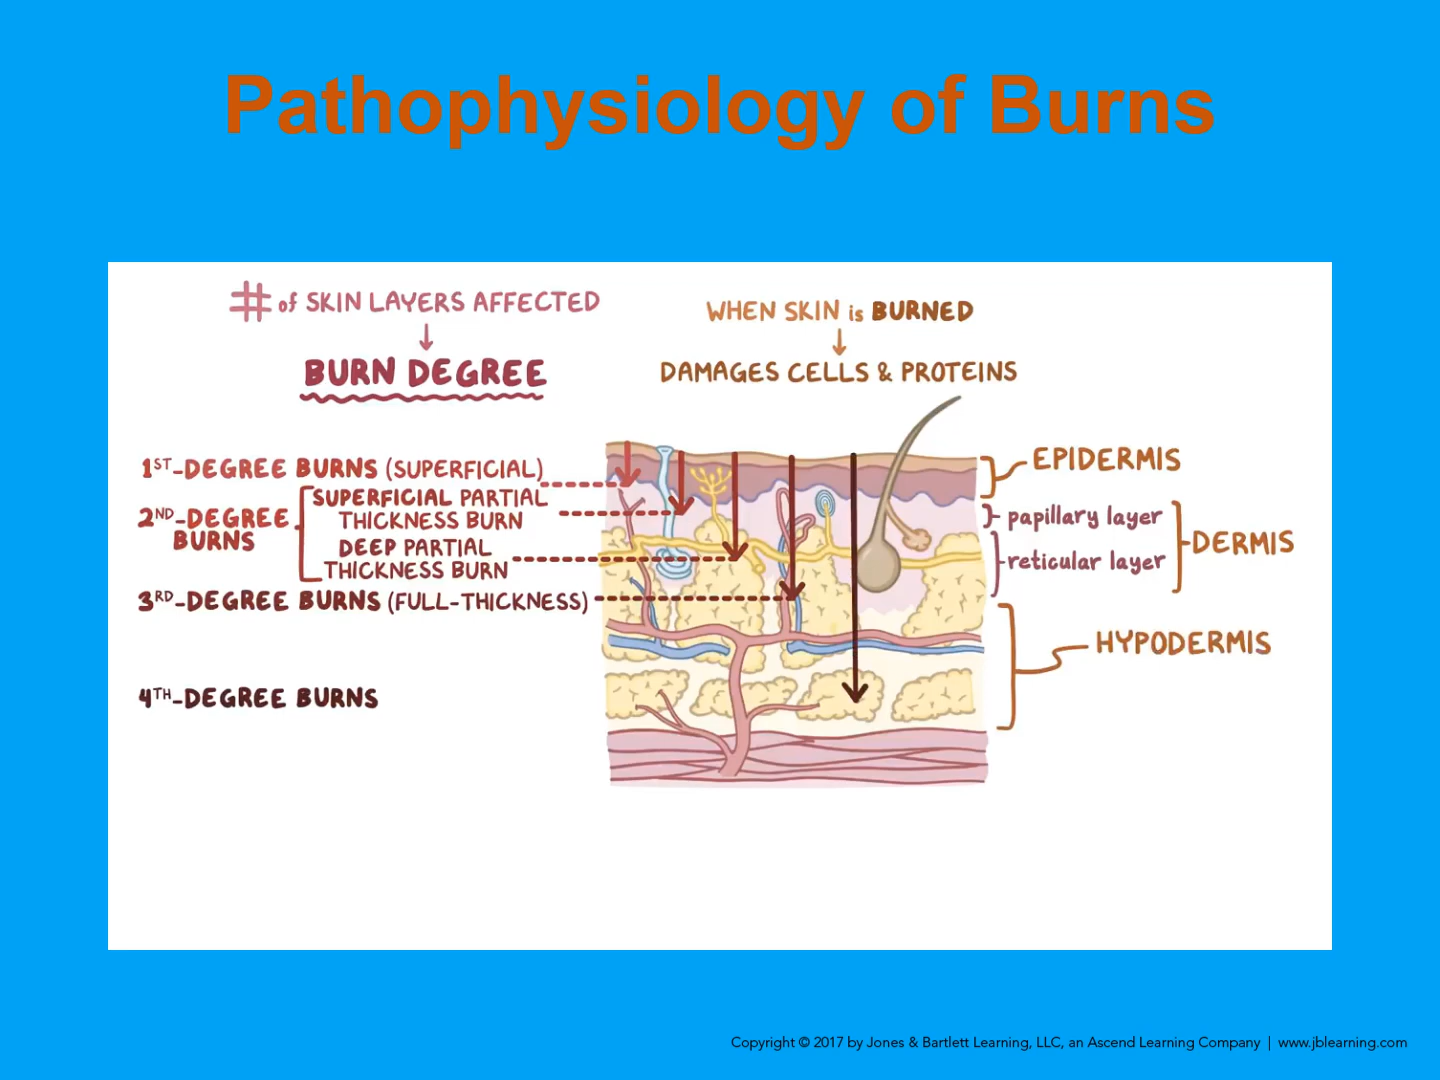 Pathophysiology of Burns
# of SKIN LAYERS AFFECTED
BURN DEGREE
WHEN SKIN is BURNED
DAMAGES CELLS & PROTEINS
1ST-DEGREE BURNS (SUPERFICIAL)
2ND-DEGREE BURNS
SUPERFICIAL PARTIAL
THICKNESS BURN
DEEP PARTIAL
THICKNESS BURN
3RD-DEGREE BURNS (FULL-THICKNESS)
4TH-DEGREE BURNS
EPIDERMIS
papillary layer
reticular layer
DERMIS
HYPODERMIS
Copyright © 2017 by Jones & Bartlett Learning, LLC, an Ascend Learning Company | www.jblearning.com